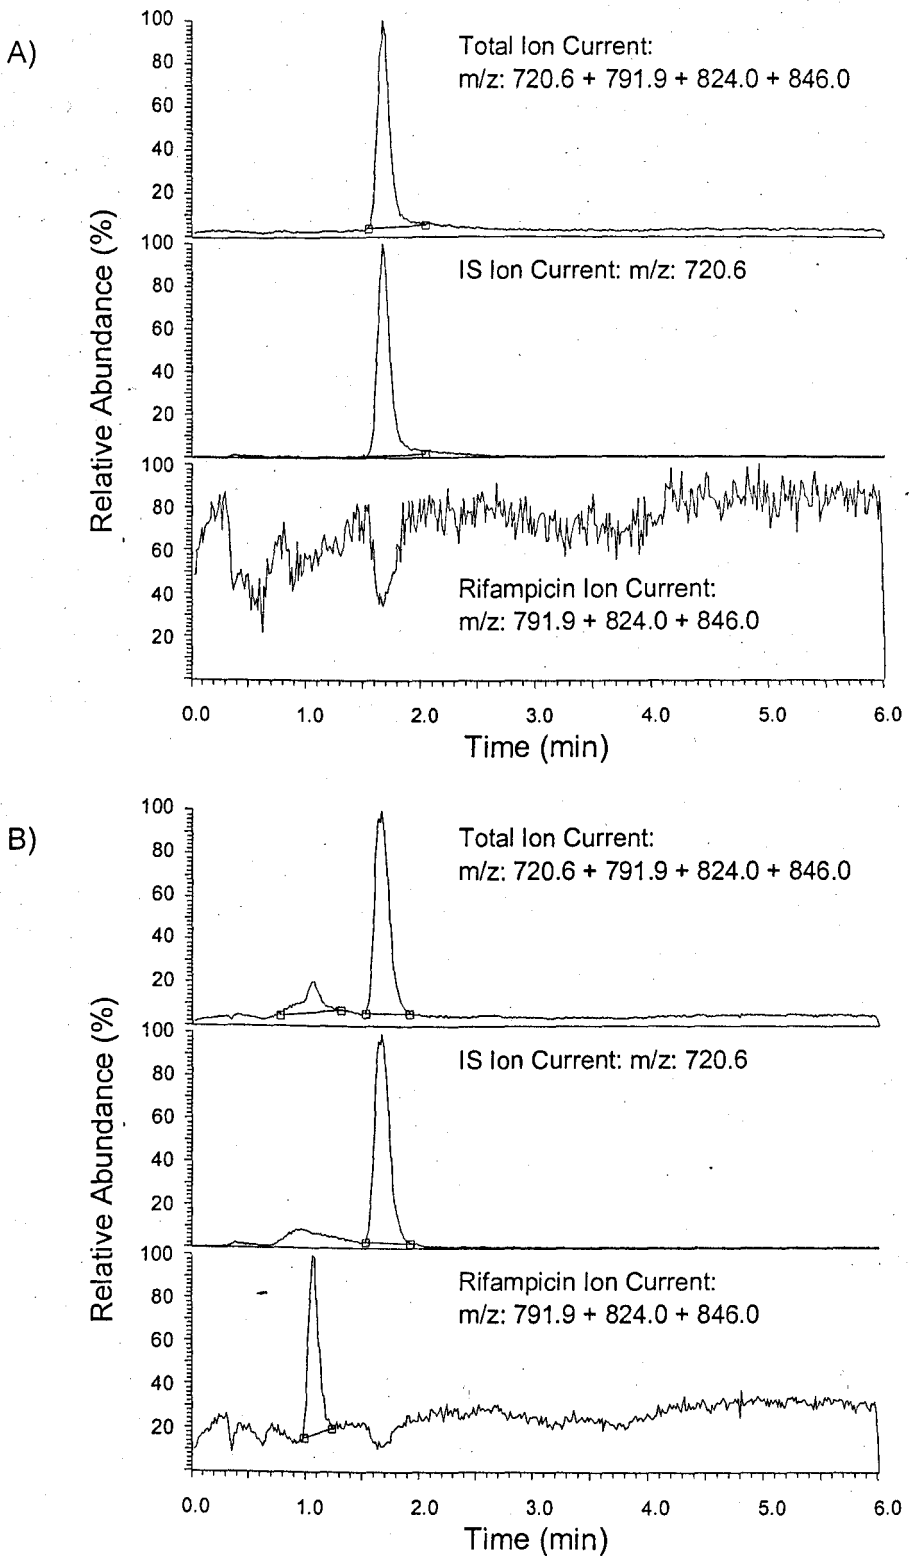 A)
Relative Abundance (%)
100
80
60
40
20
Total Ion Current:
m/z: 720.6 + 791.9 + 824.0 + 846.0
100
80
60
40
20
IS Ion Current: m/z: 720.6
100
80
60
40
20
Rifampicin Ion Current:
m/z: 791.9 + 824.0 + 846.0
0.0 1.0 2.0 3.0 4.0 5.0 6.0
Time (min)
B)
Relative Abundance (%)
100
80
60
40
20
Total Ion Current:
m/z: 720.6 + 791.9 + 824.0 + 846.0
100
80
60
40
20
IS Ion Current: m/z: 720.6
100
80
60
40
20
Rifampicin Ion Current:
m/z: 791.9 + 824.0 + 846.0
0.0 1.0 2.0 3.0 4.0 5.0 6.0
Time (min)